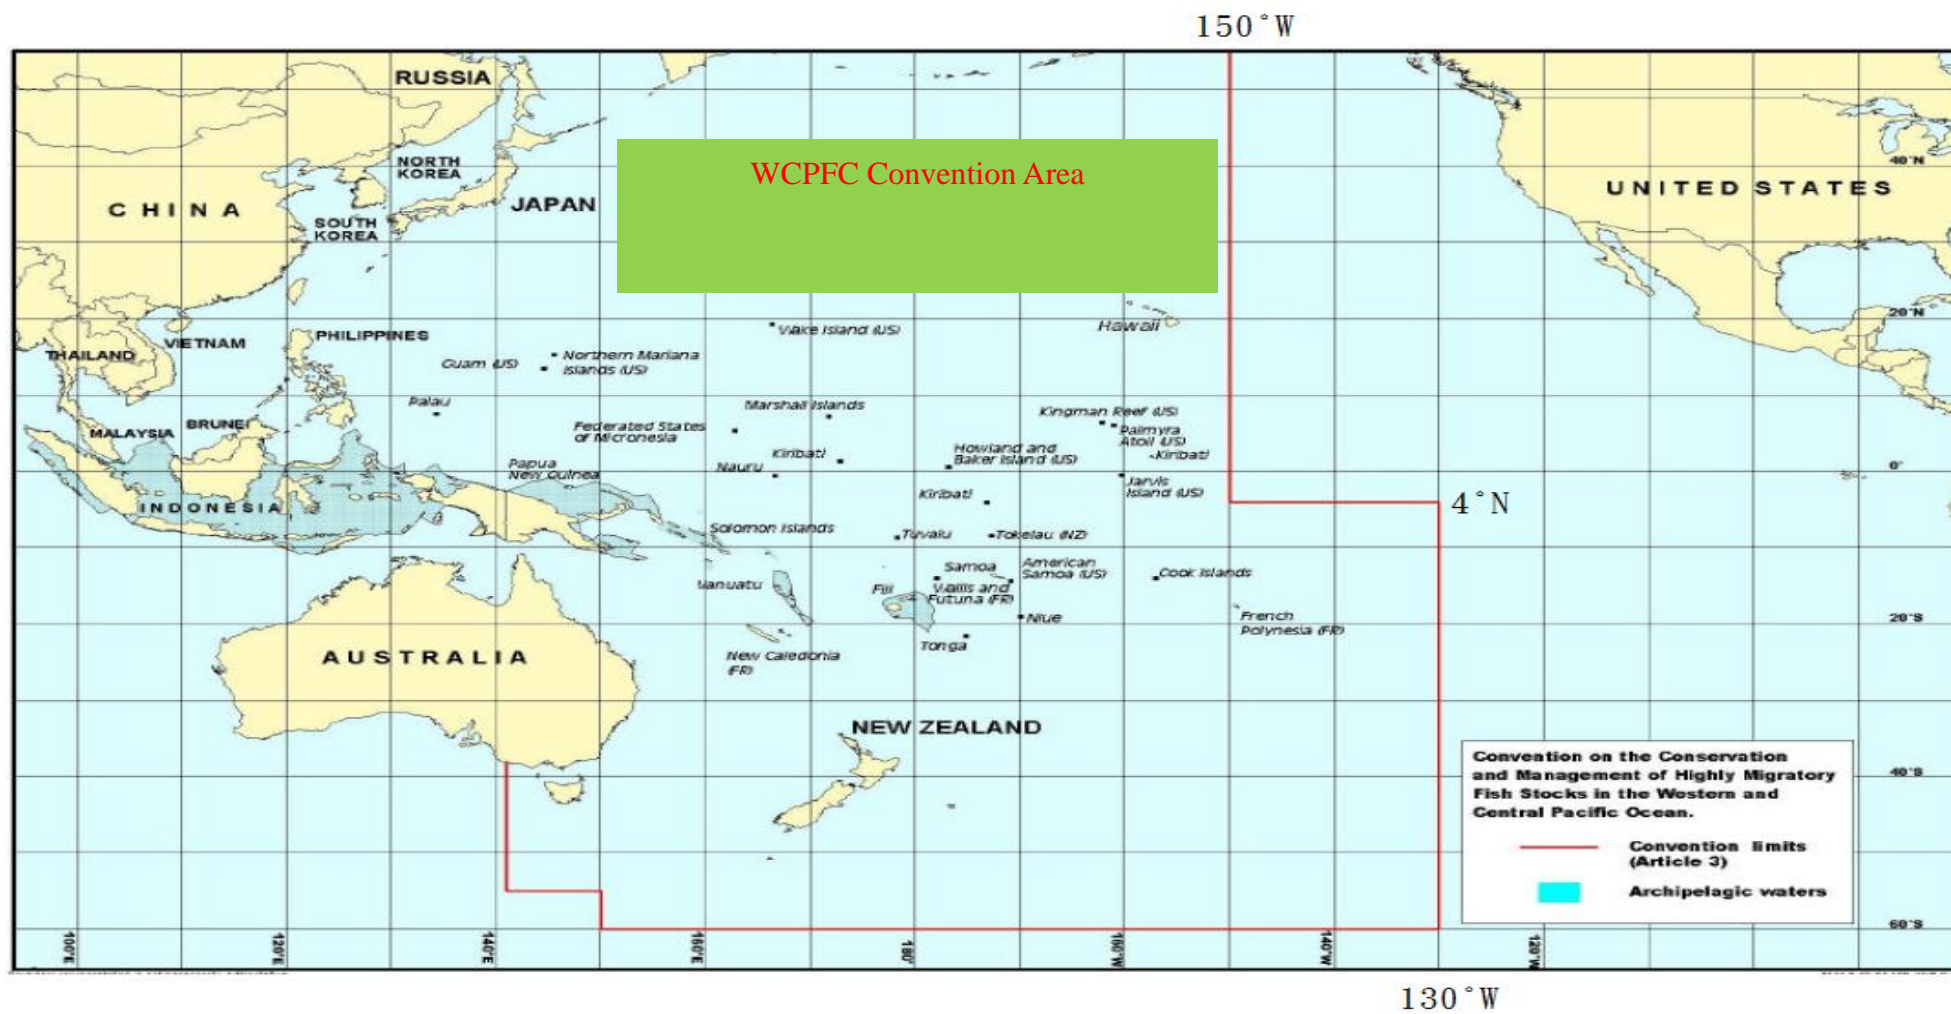 150°W
RUSSIA
NORTH
KOREA
WCPFC Convention Area
40°N
UNITED STATES
CHINA
JAPAN
SOUTH
KOREA
20°N
Wake Island (US)
Hawaii
PHILIPPINES
VIETNAM
THAILAND
Guam (US)
Northern Mariana
Islands (US)
Palau
Marshall Islands
Kingman Reef (US)
BRUNEI
MALAYSIA
Federated States
of Micronesia
Palmyra
Atoll (US)
Howland and
Baker Island (US)
Kiribati
Kiribati
Papua
New Guinea
Nauru
0°
Jarvis
Island (US)
Kiribati
INDONESIA
4°N
Solomon Islands
Tuvalu
Tokelau (NZ)
Samoa
American
Samoa (US)
Cook Islands
Vanuatu
Fiji
Wallis and
Futuna (FR)
Niue
French
Polynesia (FR)
20°S
Tonga
AUSTRALIA
New Caledonia
(FR)
NEW ZEALAND
Convention on the Conservation
and Management of Highly Migratory
Fish Stocks in the Western and
Central Pacific Ocean.
40°S
Convention limits
(Article 3)
Archipelagic waters
60°S
100°E
120°E
140°E
160°E
180°
160°W
140°W
120°W
130°W